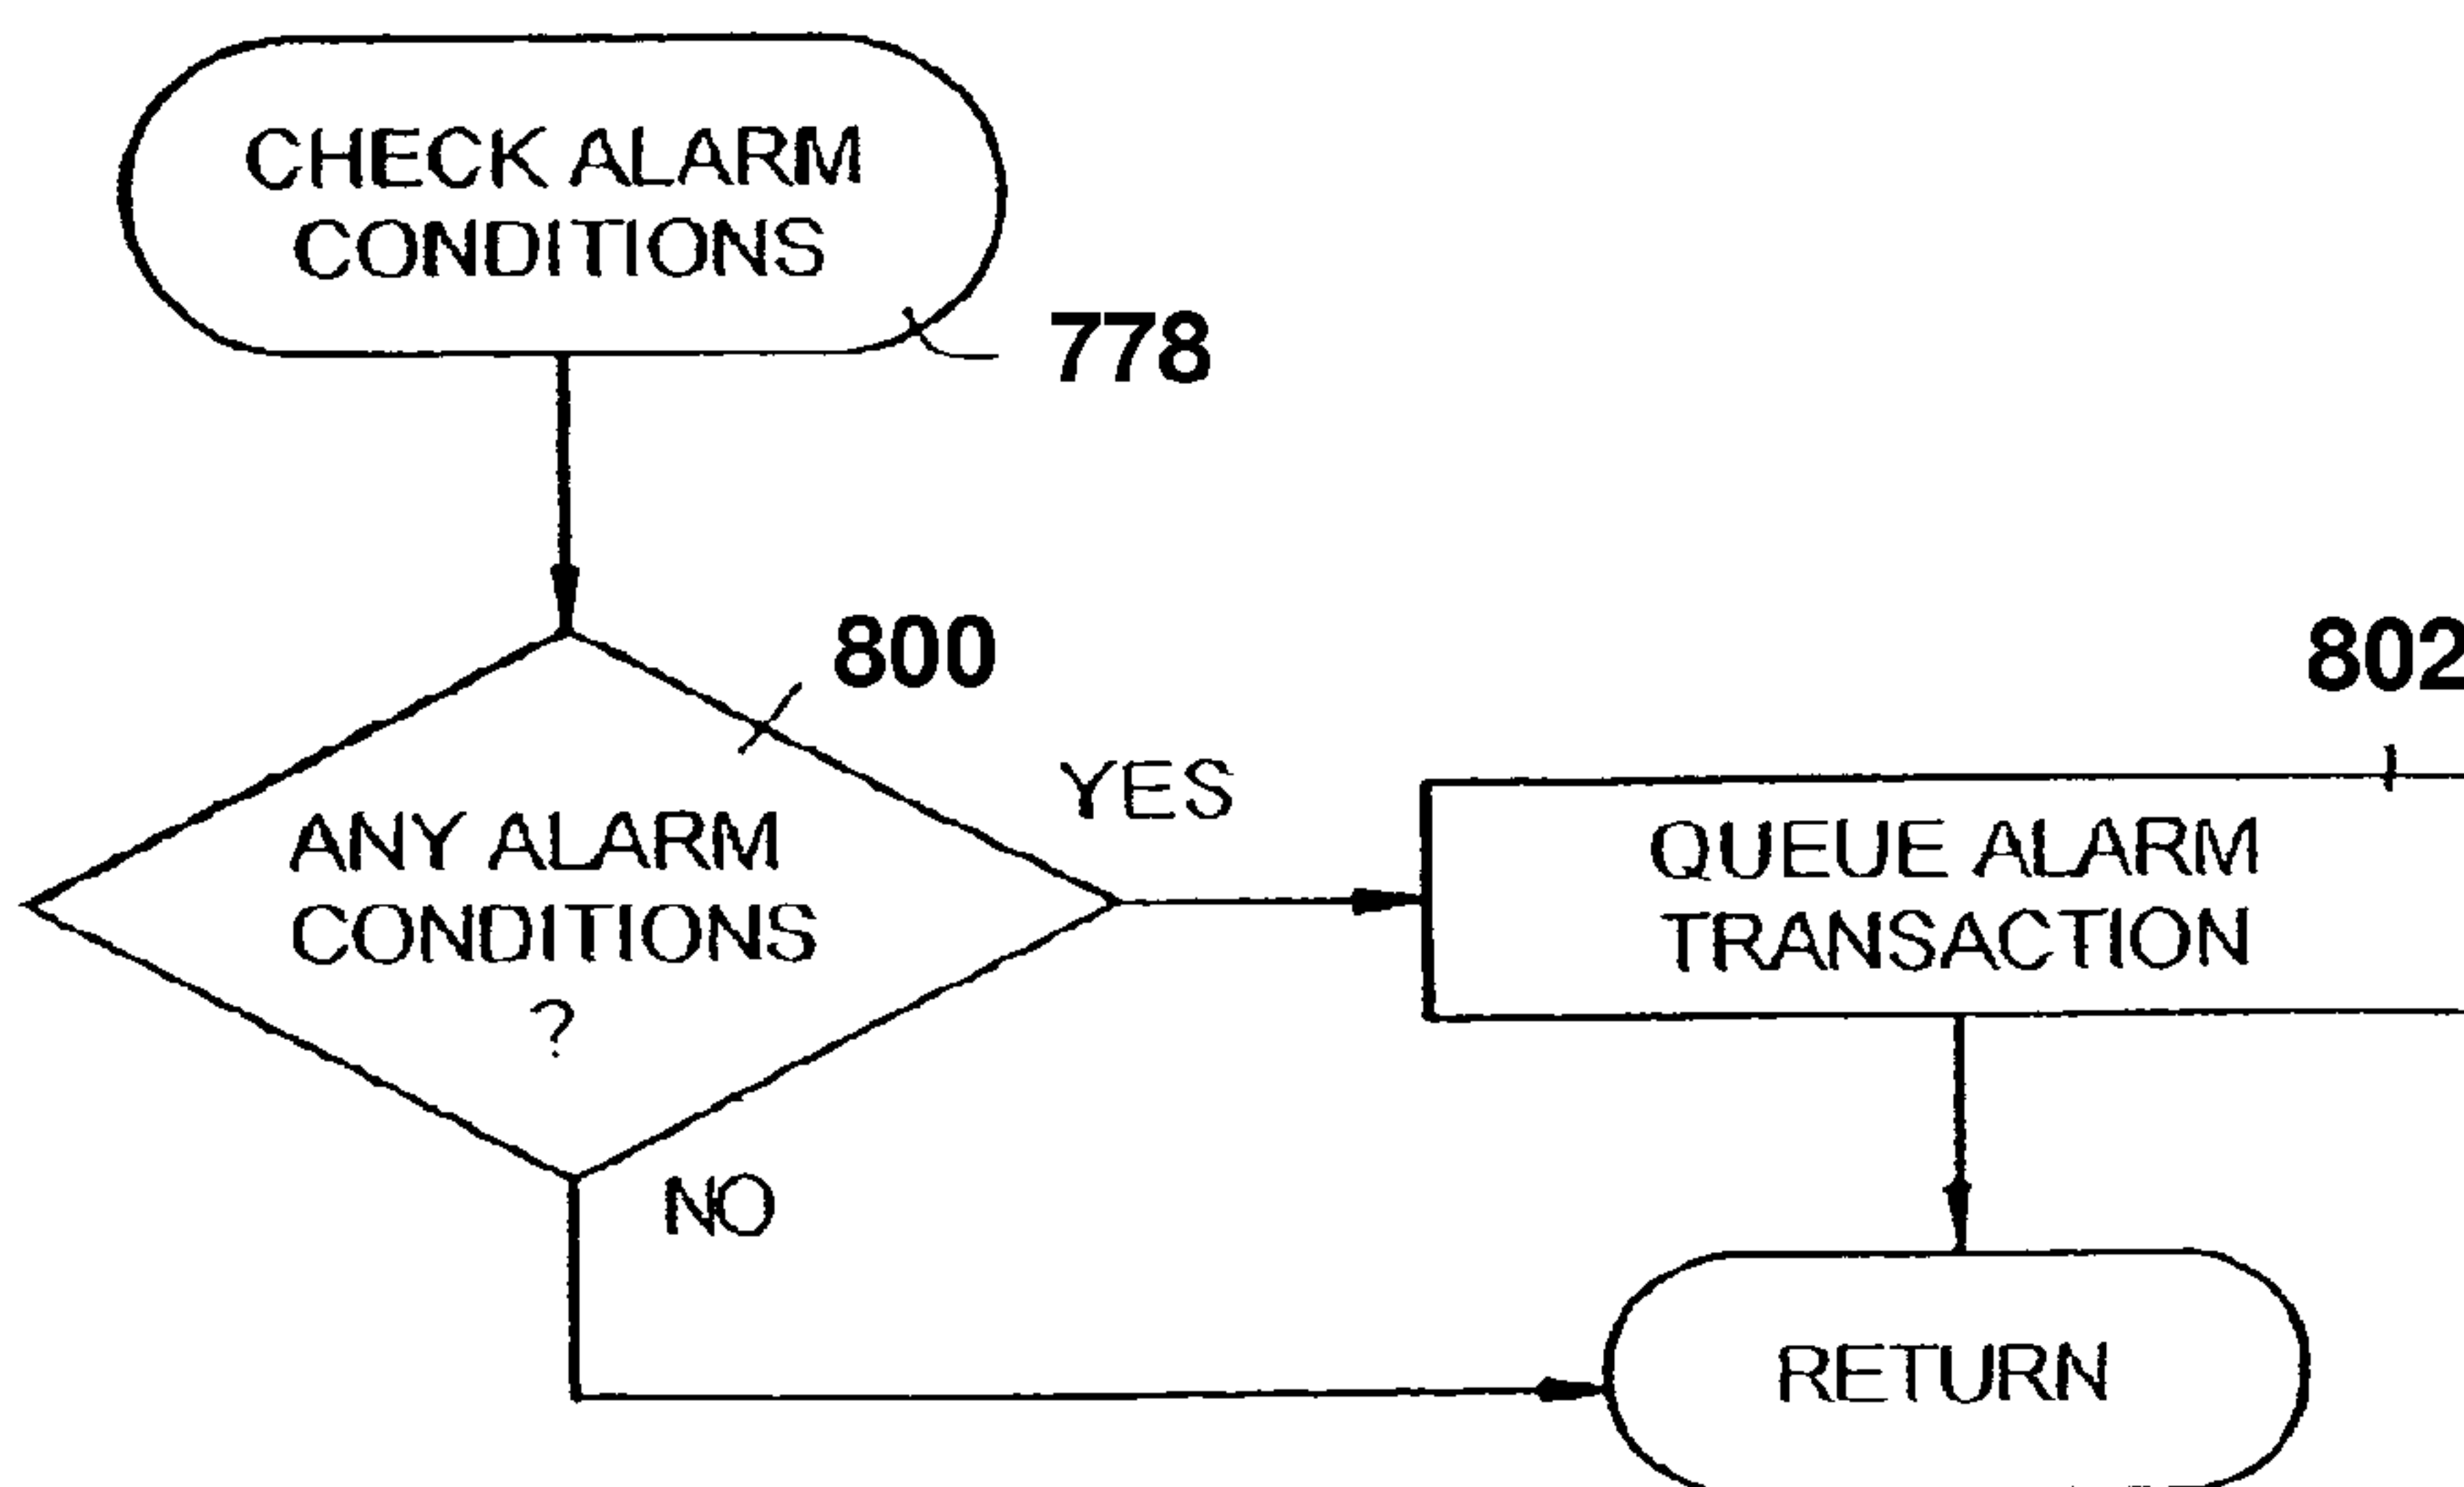 CHECK ALARM
CONDITIONS
778
800
802
YES
ANY ALARM
CONDITIONS
?
QUEUE ALARM
TRANSACTION
NO
RETURN